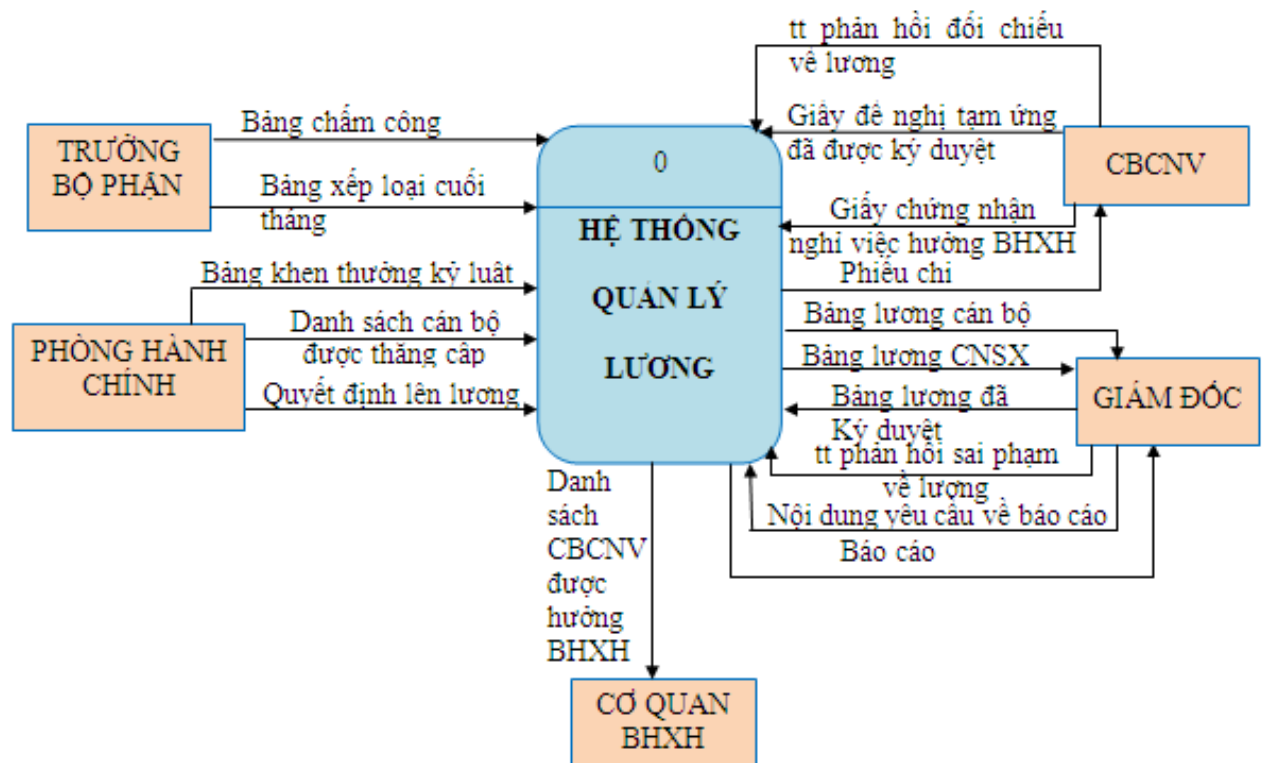 tt phản hồi đối chiếu
về lương
Bảng chấm công
Giấy đề nghị tạm ứng
đã được ký duyệt
TRƯỞNG
BỘ PHẬN
0
CBCNV
Bảng xếp loại cuối
tháng
HỆ THỐNG
QUẢN LÝ
LƯƠNG
Giấy chứng nhận
nghỉ việc hưởng BHXH
Phiếu chi
Bảng khen thưởng kỷ luật
Danh sách cán bộ
được thăng cấp
Quyết định lên lương
PHÒNG HÀNH
CHÍNH
Bảng lương cán bộ
Bảng lương CNSX
Bảng lương đã
Ký duyệt
GIÁM ĐỐC
tt phản hồi sai phạm
về lượng
Nội dung yêu cầu về báo cáo
Báo cáo
Danh
sách
CBCNV
được
hưởng
BHXH
CƠ QUAN
BHXH